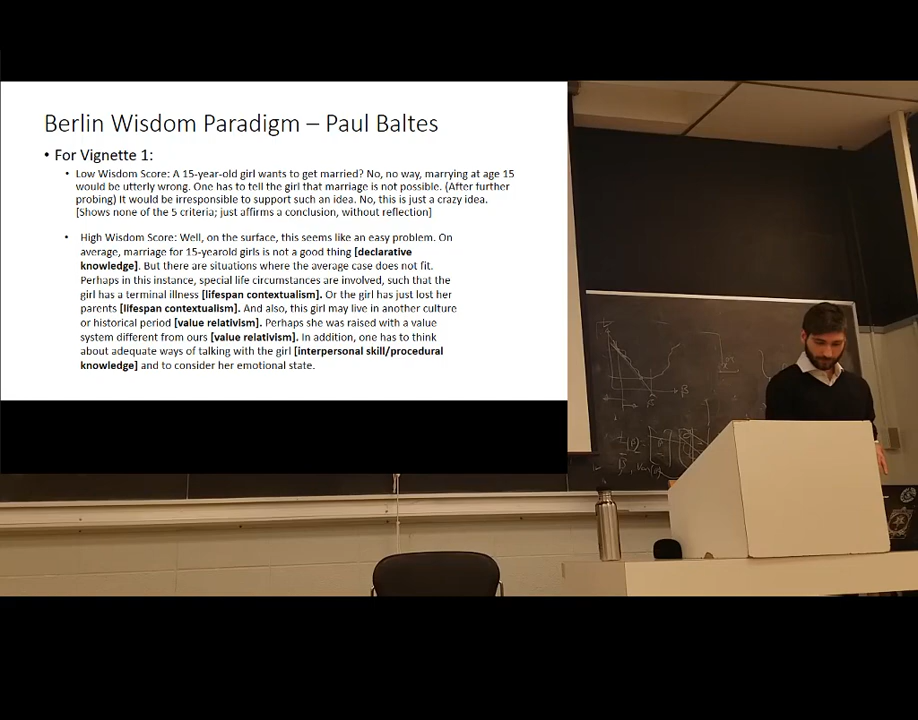 Berlin Wisdom Paradigm – Paul Baltes
• For Vignette 1:
• Low Wisdom Score: A 15-year-old girl wants to get married? No, no way, marrying at age 15
would be utterly wrong. One has to tell the girl that marriage is not possible. (After further
probing) It would be irresponsible to support such an idea. No, this is just a crazy idea.
[Shows none of the 5 criteria; just affirms a conclusion, without reflection]
• High Wisdom Score: Well, on the surface, this seems like an easy problem. On
average, marriage for 15-yearold girls is not a good thing [declarative
knowledge]. But there are situations where the average case does not fit.
Perhaps in this instance, special life circumstances are involved, such that the
girl has a terminal illness [lifespan contextualism]. Or the girl has just lost her
parents [lifespan contextualism]. And also, this girl may live in another culture
or historical period [value relativism]. Perhaps she was raised with a value
system different from ours [value relativism]. In addition, one has to think
about adequate ways of talking with the girl [interpersonal skill/procedural
knowledge] and to consider her emotional state.